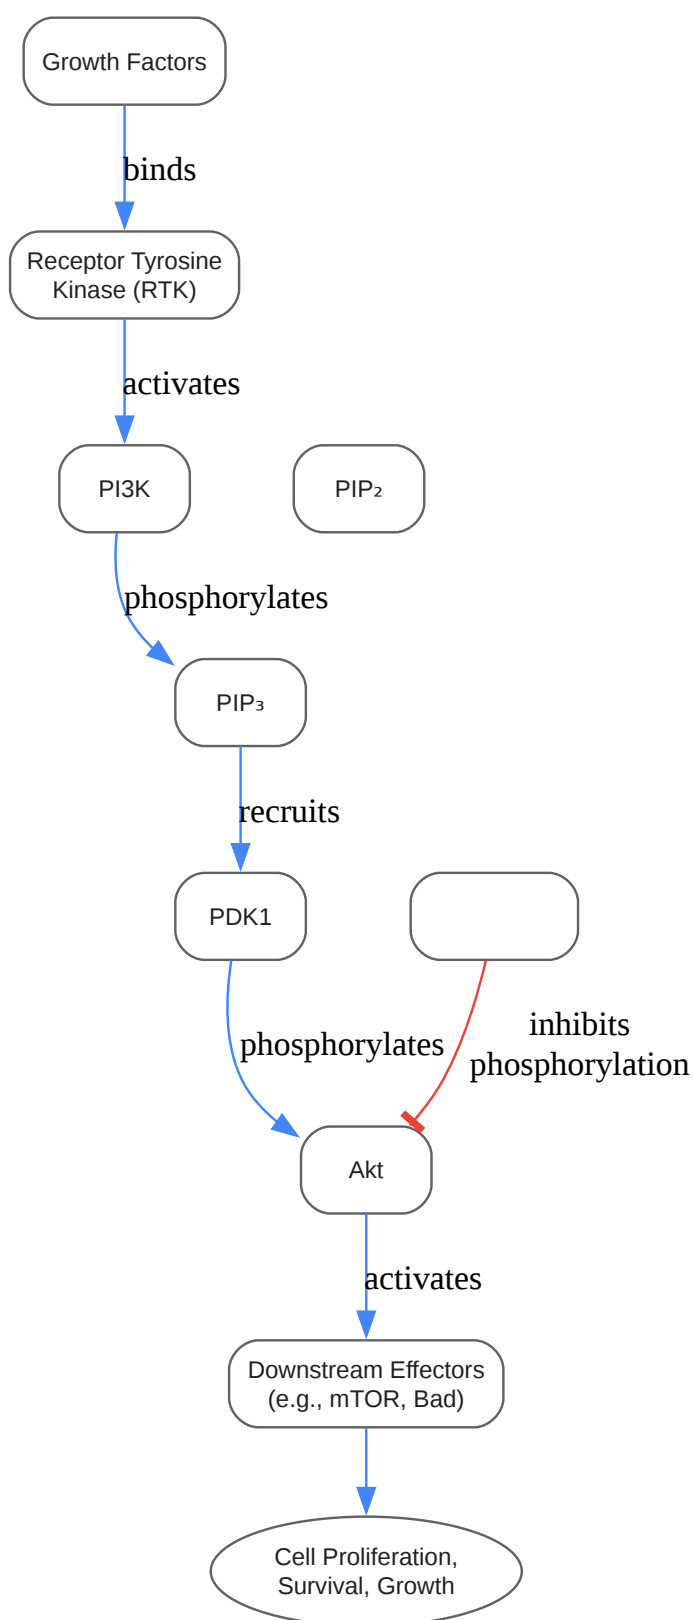 Growth Factors
binds
Receptor Tyrosine
Kinase (RTK)
activates
PI3K
PIP₂
phosphorylates
PIP₃
recruits
PDK1
phosphorylates
inhibits
phosphorylation
Akt
activates
Downstream Effectors
(e.g., mTOR, Bad)
Cell Proliferation,
Survival, Growth